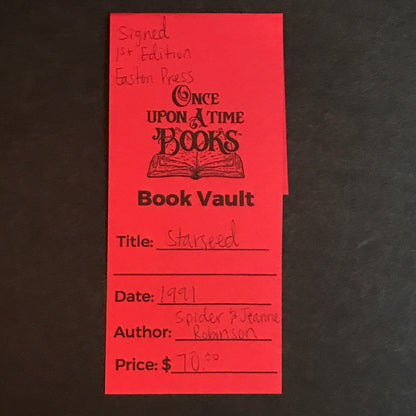 Signed
1st Edition
Easton Press
ONCE
UPON A TIME
BOOKS
Book Vault
Title: Starseed
Date: 1991
Author: Spider & Jeanne
Robinson
Price: $ 70.00